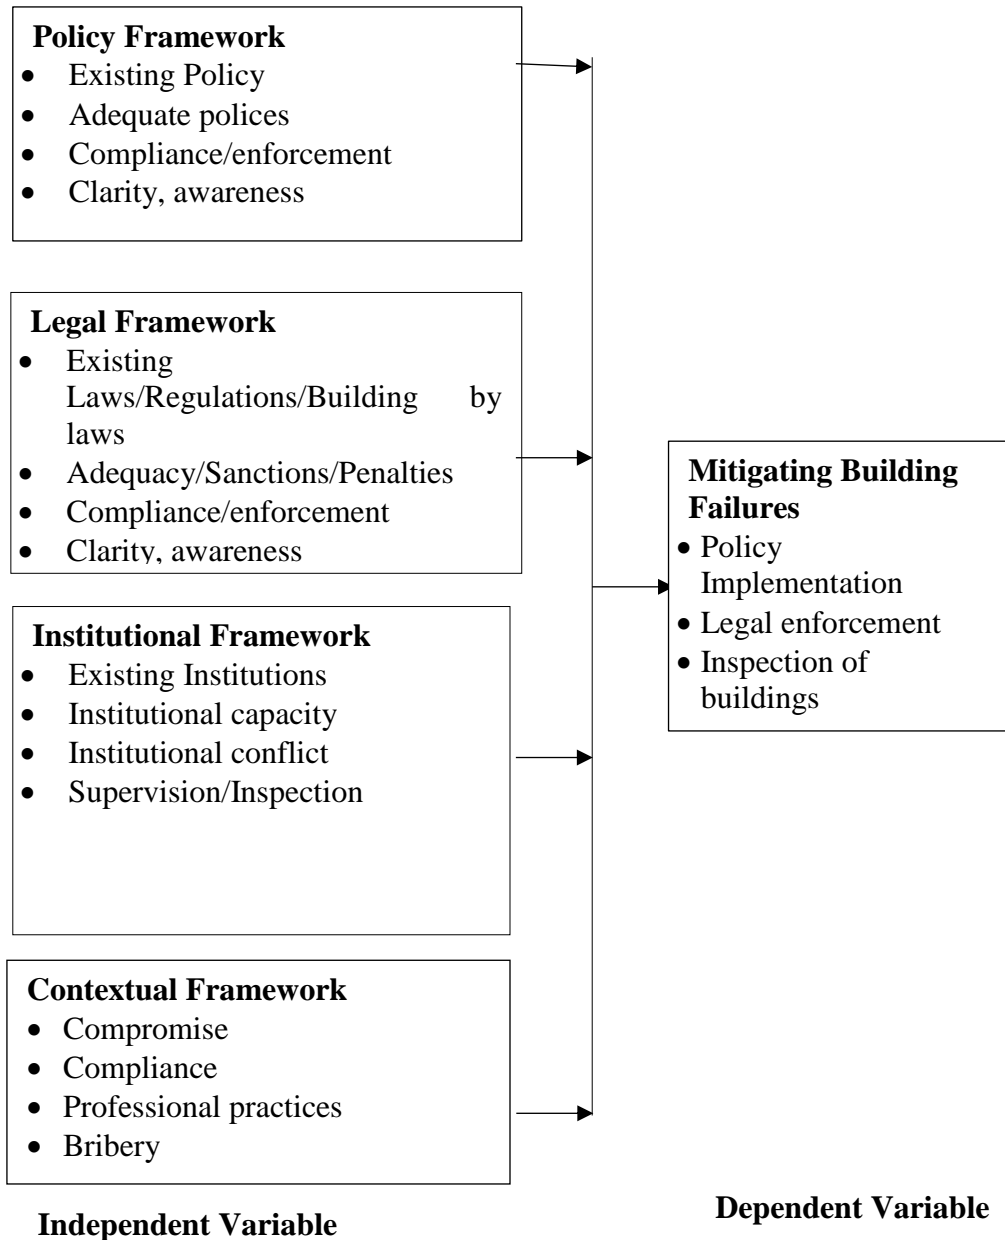 Policy Framework
• Existing Policy
• Adequate polices
• Compliance/enforcement
• Clarity, awareness
Legal Framework
• Existing
Laws/Regulations/Building by
laws
• Adequacy/Sanctions/Penalties
• Compliance/enforcement
• Clarity, awareness
Institutional Framework
• Existing Institutions
• Institutional capacity
• Institutional conflict
• Supervision/Inspection
Contextual Framework
• Compromise
• Compliance
• Professional practices
• Bribery
Independent Variable
Mitigating Building
Failures
• Policy
Implementation
• Legal enforcement
• Inspection of
buildings
Dependent Variable